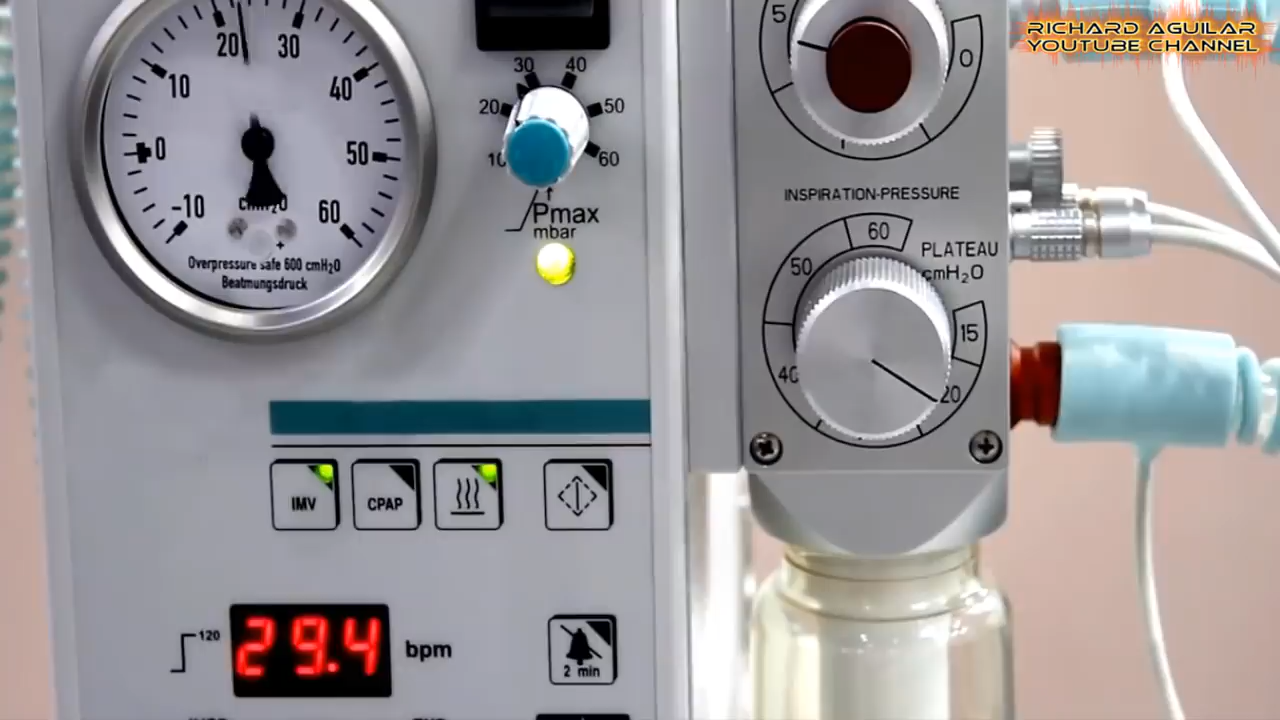 RICHARD AGUILAR
YOUTUBE CHANNEL
20
30
10
40
0
50
-10
60
cmH2O
+
Overpressure safe 600 cmH2O
Beatmungsdruck
30
40
20
50
10
60
Pmax
mbar
5
0
INSPIRATION-PRESSURE
60
PLATEAU
cmH2O
50
15
40
20
IMV
CPAP
120
29.4
bpm
2 min